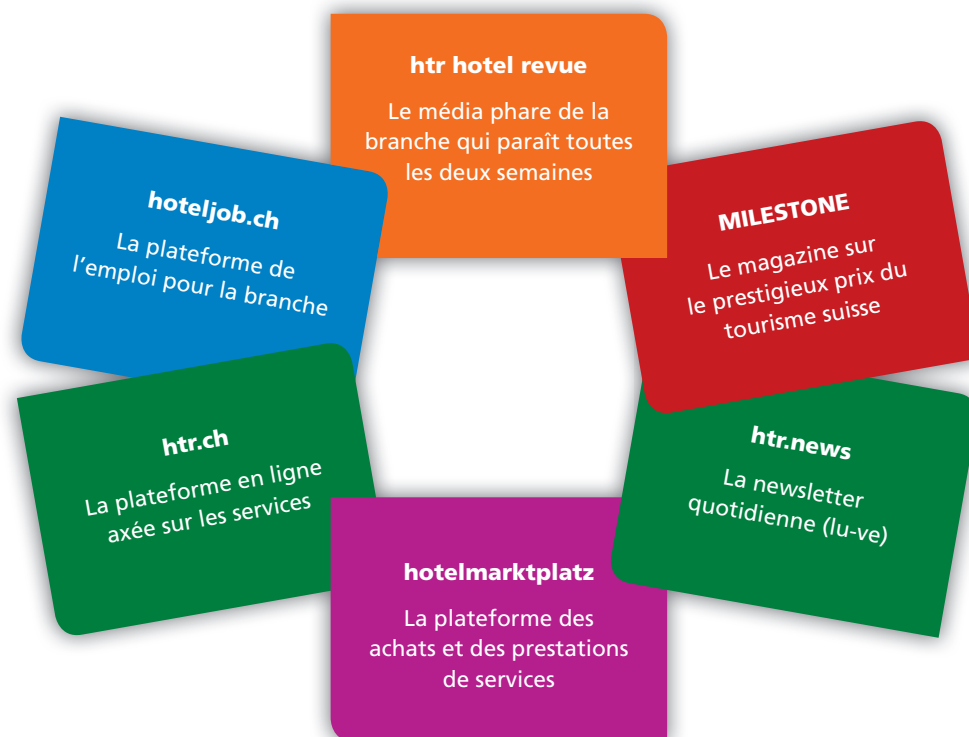 htr hotel revue
Le média phare de la
branche qui paraît toutes
les deux semaines
hoteljob.ch
La plateforme de
l’emploi pour la branche
MILESTONE
Le magazine sur
le prestigieux prix du
tourisme suisse
htr.ch
La plateforme en ligne
axée sur les services
htr.news
La newsletter
quotidienne (lu-ve)
hotelmarktplatz
La plateforme des
achats et des prestations
de services